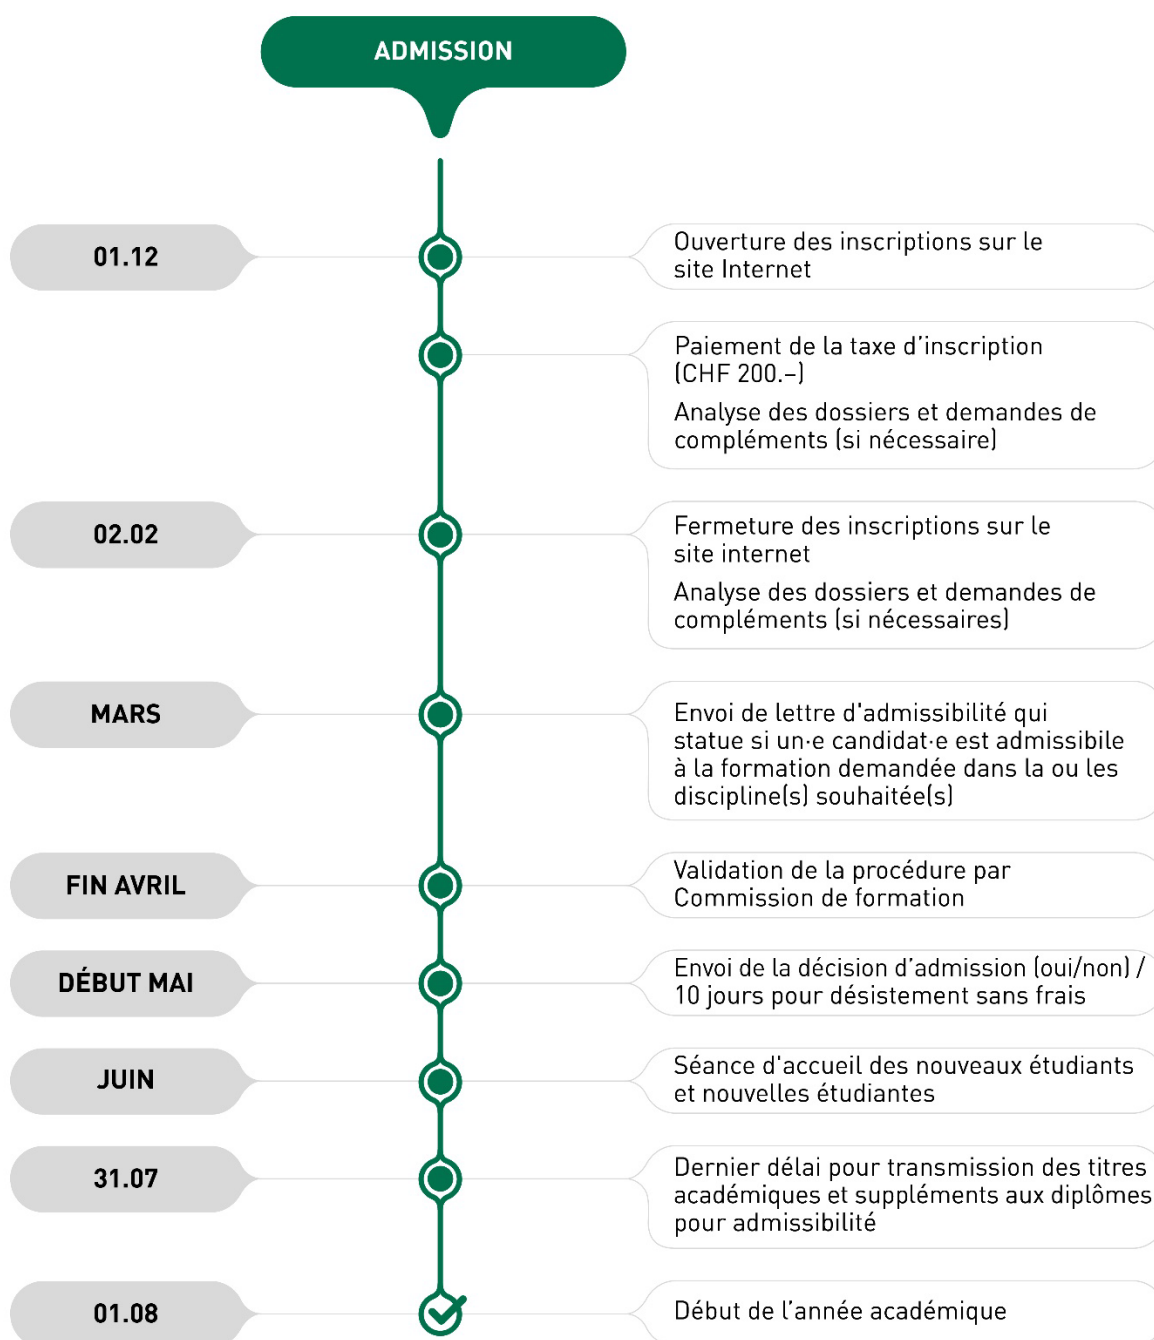 ADMISSION
01.12
Ouverture des inscriptions sur le
site Internet
Paiement de la taxe d’inscription
(CHF 200.–)
Analyse des dossiers et demandes de
compléments (si nécessaire)
02.02
Fermeture des inscriptions sur le
site internet
Analyse des dossiers et demandes de
compléments (si nécessaires)
MARS
Envoi de lettre d'admissibilité qui
statue si un·e candidat·e est admissibile
à la formation demandée dans la ou les
discipline(s) souhaitée(s)
FIN AVRIL
Validation de la procédure par
Commission de formation
DÉBUT MAI
Envoi de la décision d’admission (oui/non) /
10 jours pour désistement sans frais
JUIN
Séance d'accueil des nouveaux étudiants
et nouvelles étudiantes
31.07
Dernier délai pour transmission des titres
académiques et suppléments aux diplômes
pour admissibilité
01.08
Début de l’année académique